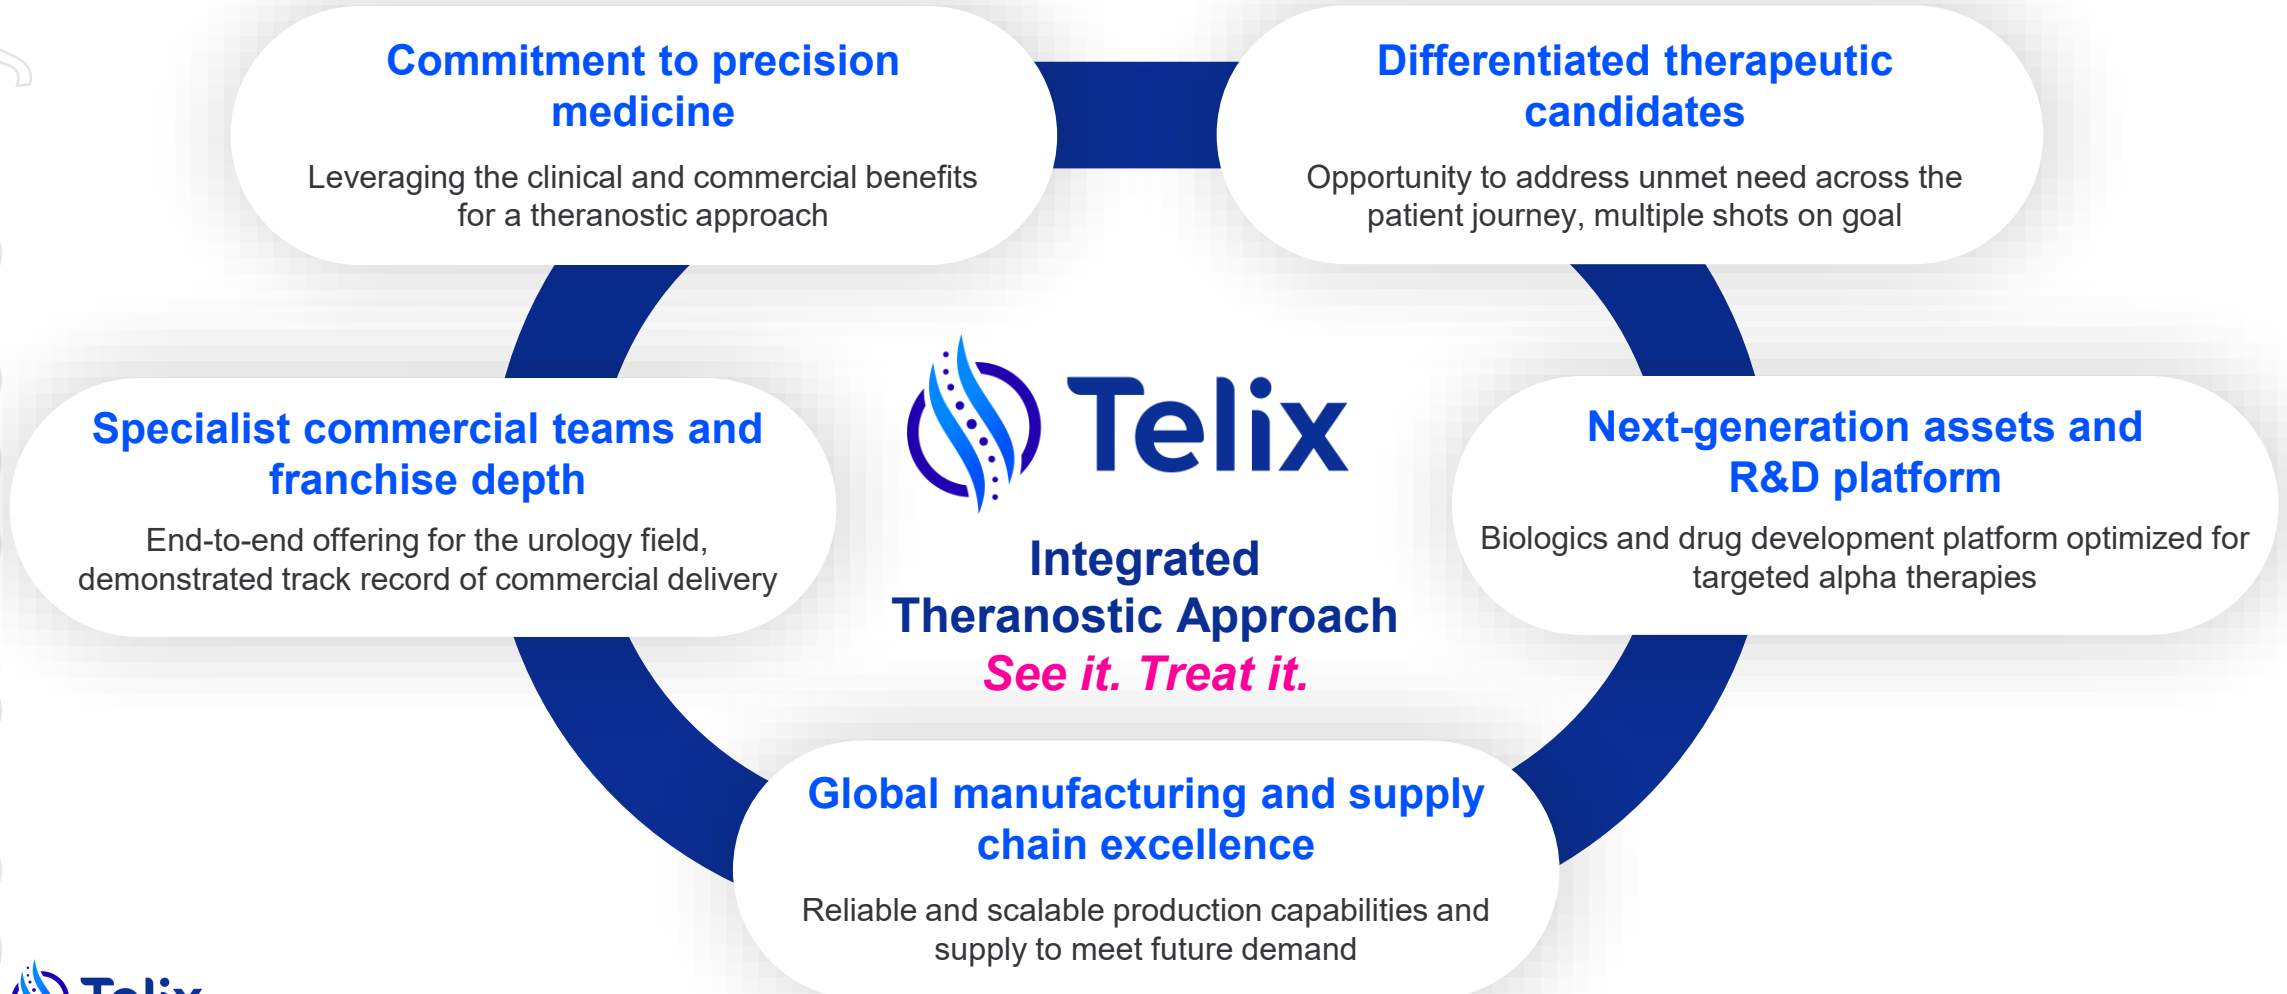 Commitment to precision
medicine
Leveraging the clinical and commercial benefits
for a theranostic approach
Differentiated therapeutic
candidates
Opportunity to address unmet need across the
patient journey, multiple shots on goal
Specialist commercial teams and
franchise depth
End-to-end offering for the urology field,
demonstrated track record of commercial delivery
Telix
Integrated
Theranostic Approach
See it. Treat it.
Next-generation assets and
R&D platform
Biologics and drug development platform optimized for
targeted alpha therapies
Global manufacturing and supply
chain excellence
Reliable and scalable production capabilities and
supply to meet future demand
Telix